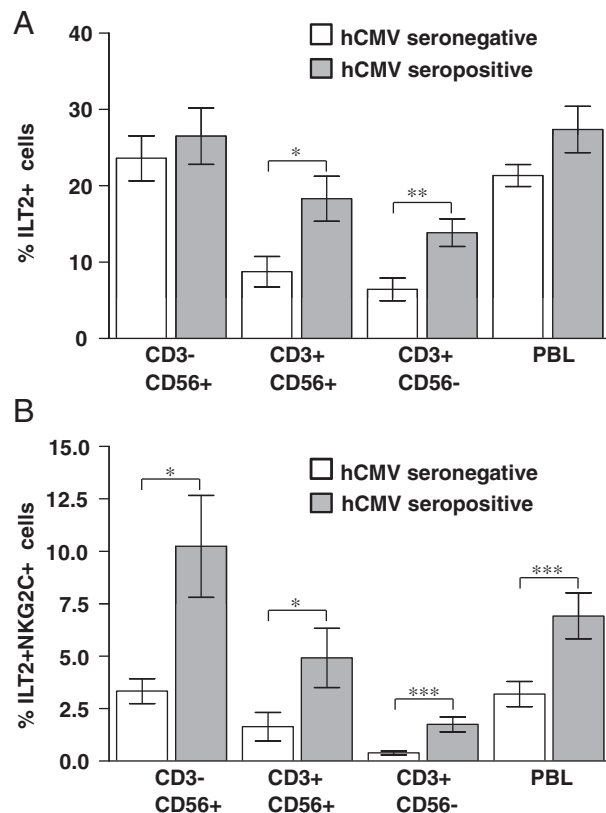 A
hCMV seronegative
hCMV seropositive
% ILT2+ cells
40
30
20
10
0
*
**
CD3-
CD56+
CD3+
CD56+
CD3+
CD56-
PBL
B
hCMV seronegative
hCMV seropositive
% ILT2+NKG2C+ cells
15.0
12.5
10.0
7.5
5.0
2.5
0.0
*
*
***
***
CD3-
CD56+
CD3+
CD56+
CD3+
CD56-
PBL